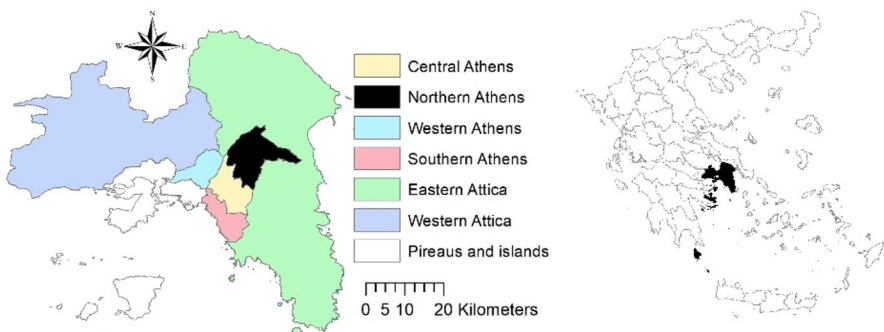 N
W E
S
Central Athens
Northern Athens
Western Athens
Southern Athens
Eastern Attica
Western Attica
Pireaus and islands
0 5 10 20 Kilometers